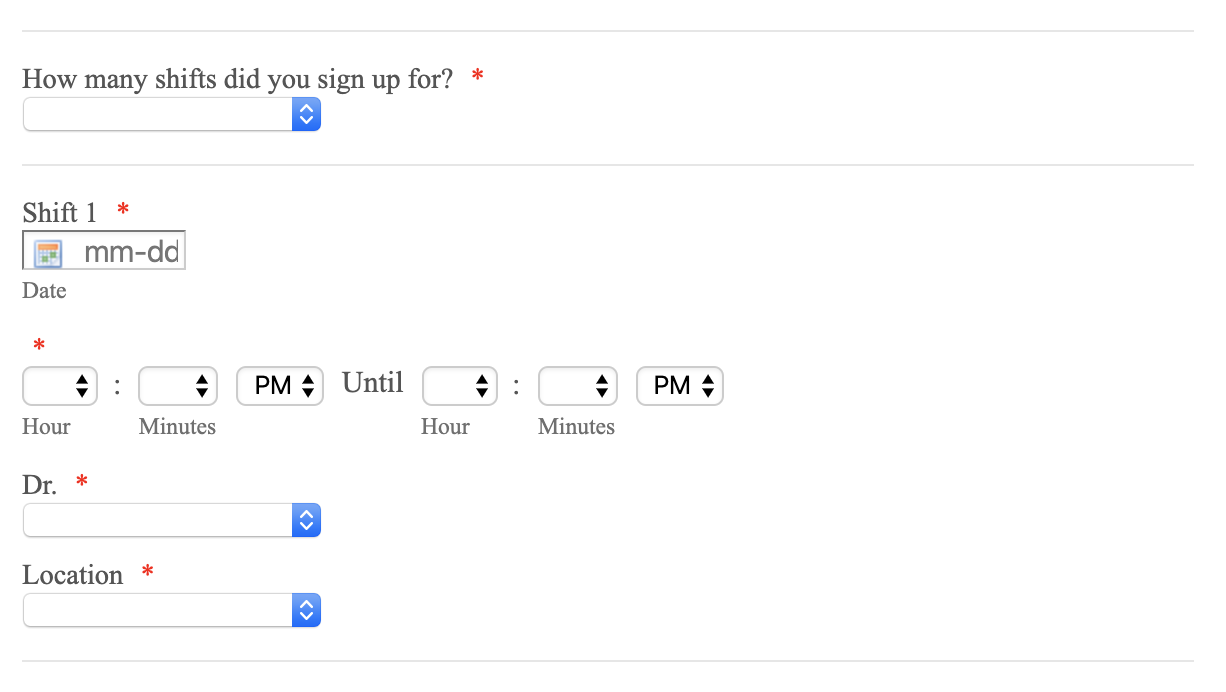 How many shifts did you sign up for? *
Shift 1 *
mm-dd
Date
*
: PM Until : PM
Hour Minutes Hour Minutes
Dr. *
Location *